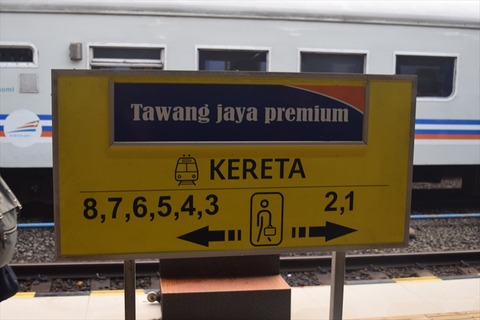 Tawang jaya premium
KERETA
8,7,6,5,4,3 2,1